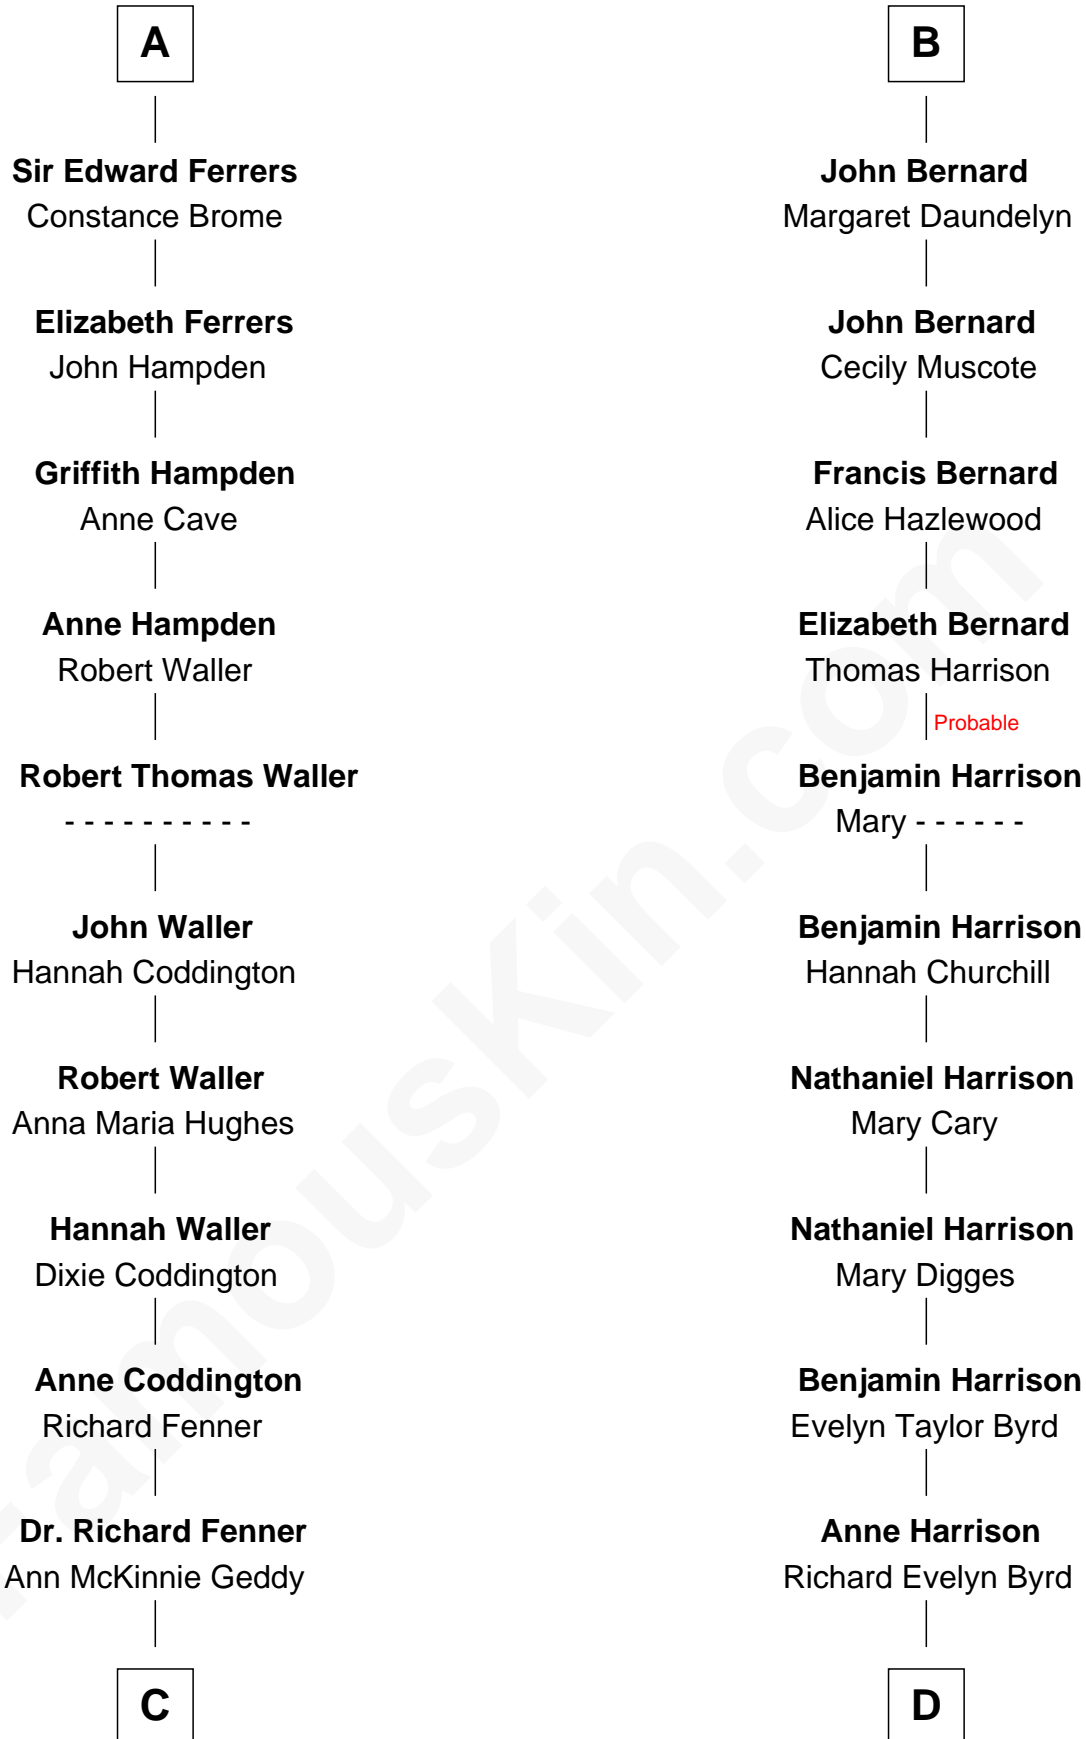 A
Sir Edward Ferrers
Constance Brome
Elizabeth Ferrers
John Hampden
Griffith Hampden
Anne Cave
Anne Hampden
Robert Waller
Robert Thomas Waller
- - - - - - - - - -
John Waller
Hannah Coddington
Robert Waller
Anna Maria Hughes
Hannah Waller
Dixie Coddington
Anne Coddington
Richard Fenner
Dr. Richard Fenner
Ann McKinnie Geddy
C
B
John Bernard
Margaret Daundelyn
John Bernard
Cecily Muscote
Francis Bernard
Alice Hazlewood
Elizabeth Bernard
Thomas Harrison
Probable
Benjamin Harrison
Mary - - - - - -
Benjamin Harrison
Hannah Churchill
Nathaniel Harrison
Mary Cary
Nathaniel Harrison
Mary Digges
Benjamin Harrison
Evelyn Taylor Byrd
Anne Harrison
Richard Evelyn Byrd
D
FamousKin.com